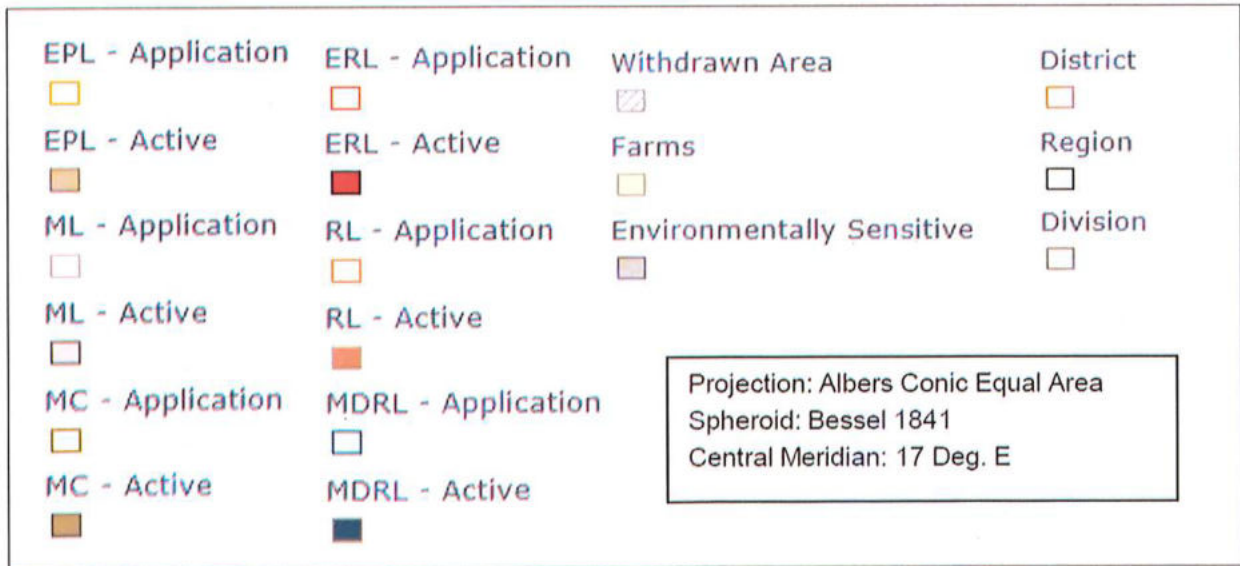 EPL - Application
EPL - Active
ML - Application
ML - Active
MC - Application
MC - Active
ERL - Application
ERL - Active
RL - Application
RL - Active
MDRL - Application
MDRL - Active
Withdrawn Area
Farms
Environmentally Sensitive
District
Region
Division
Projection: Albers Conic Equal Area
Spheroid: Bessel 1841
Central Meridian: 17 Deg. E